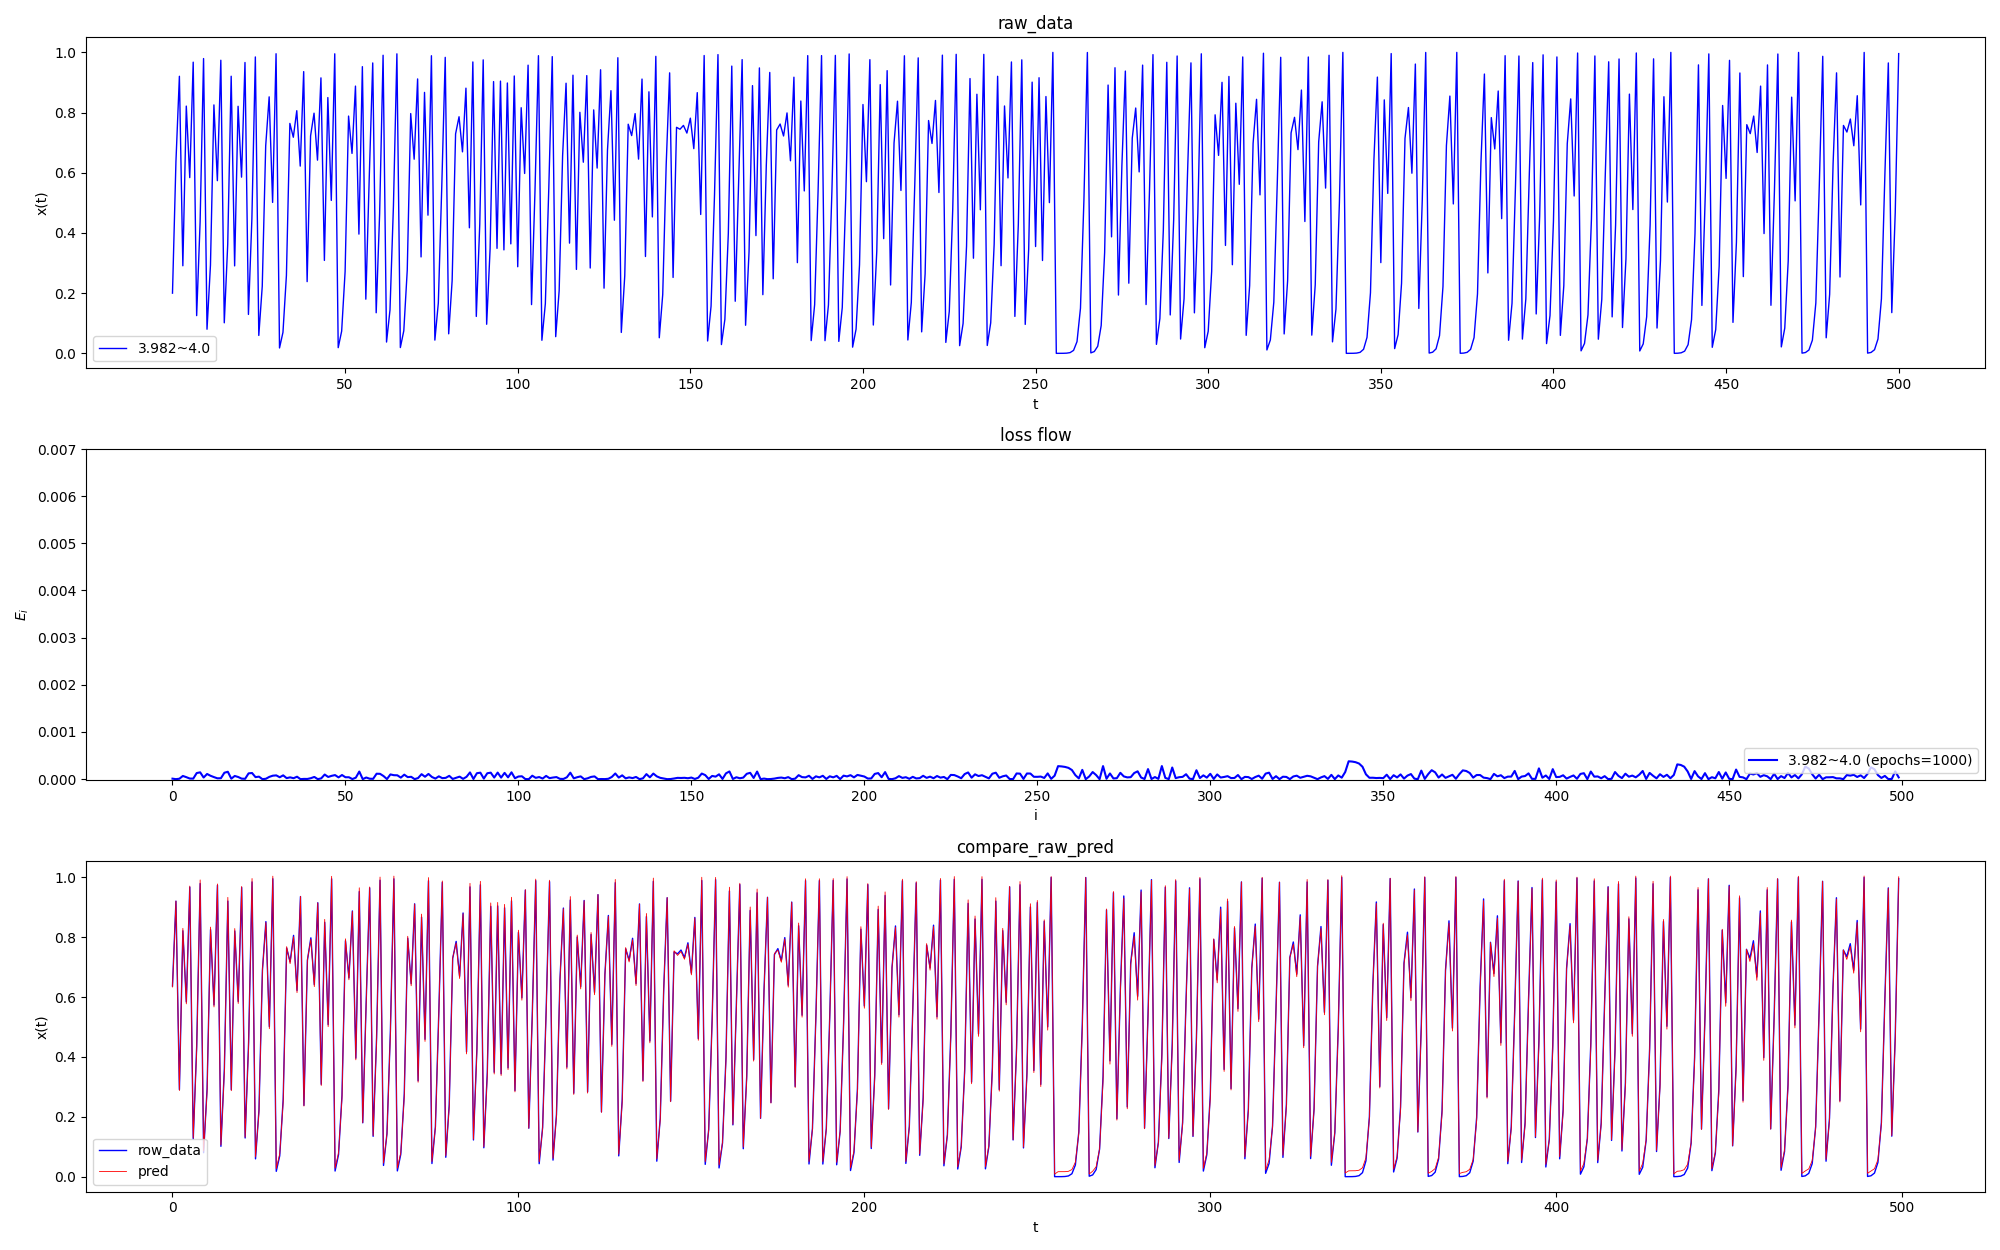 raw_data
1.0
0.8
0.6
0.4
0.2
0.0
x(t)
3.982~4.0
50 100 150 200 250 300 350 400 450 500
t
loss flow
0.007
0.006
0.005
0.004
0.003
0.002
0.001
0.000
E_i
3.982~4.0 (epochs=1000)
0 50 100 150 200 250 300 350 400 450 500
i
compare_raw_pred
1.0
0.8
0.6
0.4
0.2
0.0
x(t)
row_data
pred
0 100 200 300 400 500
t